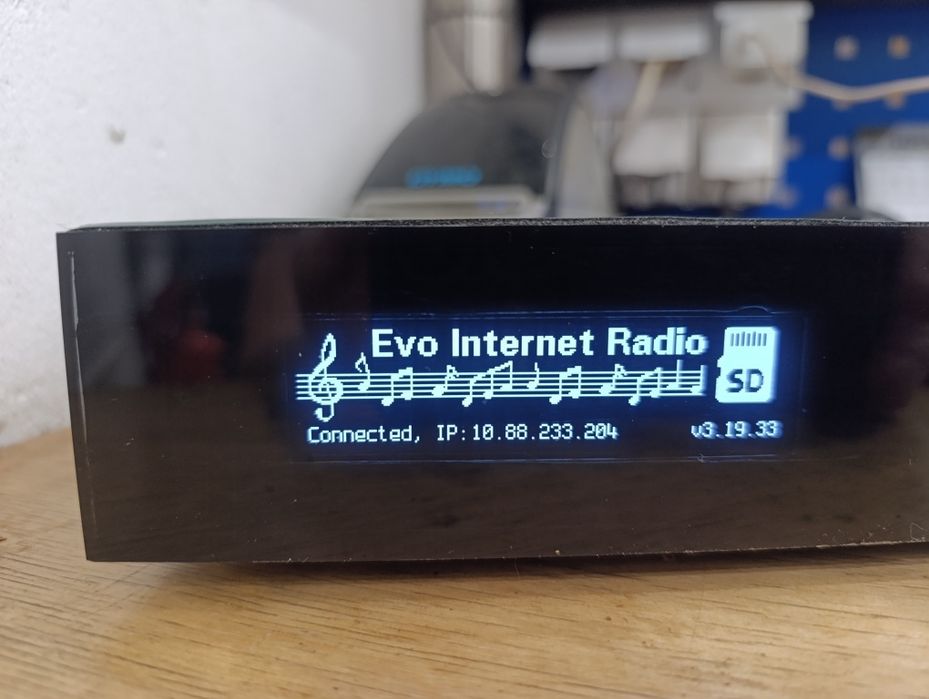 Evo Internet Radio
SD
Connected, IP:10.88.233.204 v3.19.33